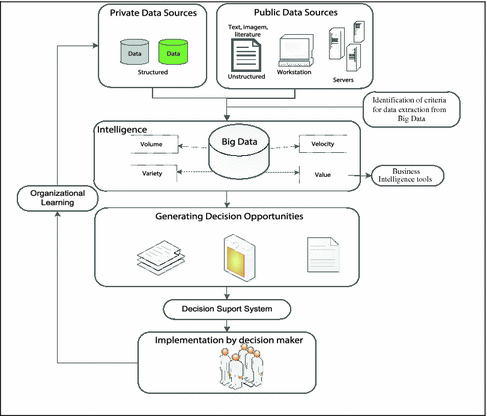 Private Data Sources
Data
Data
Structured
Public Data Sources
Text, Imagem,
literature
Unstructured
Workstation
Servers
Identification of criteria
for data extraction from
Big Data
Intelligence
Volume
Big Data
Velocity
Variety
Value
Business
Intelligence tools
Organizational
Learning
Generating Decision Opportunities
Decision Suport System
Implementation by decision maker